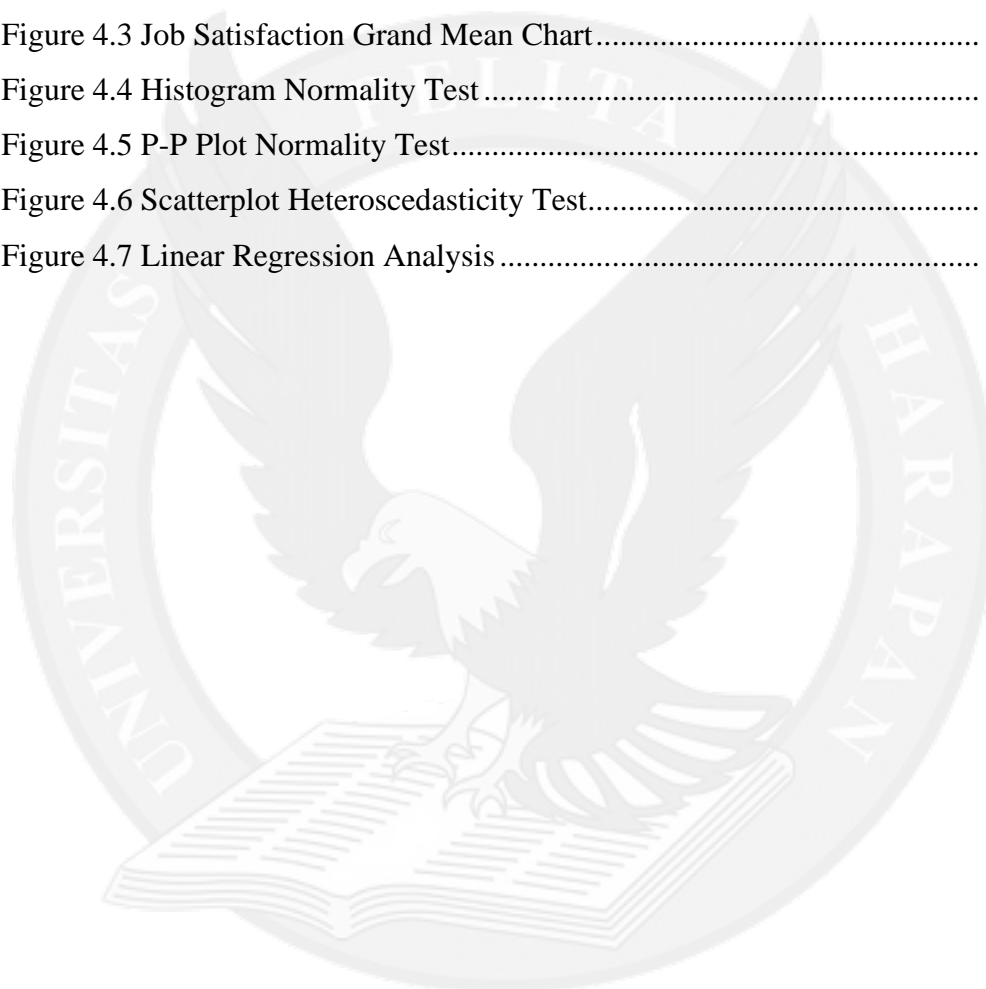 Figure 4.3 Job Satisfaction Grand Mean Chart................................................
Figure 4.4 Histogram Normality Test..............................................................
Figure 4.5 P-P Plot Normality Test..................................................................
Figure 4.6 Scatterplot Heteroscedasticity Test.................................................
Figure 4.7 Linear Regression Analysis............................................................
UNIVERSITAS PELITA HARAPAN